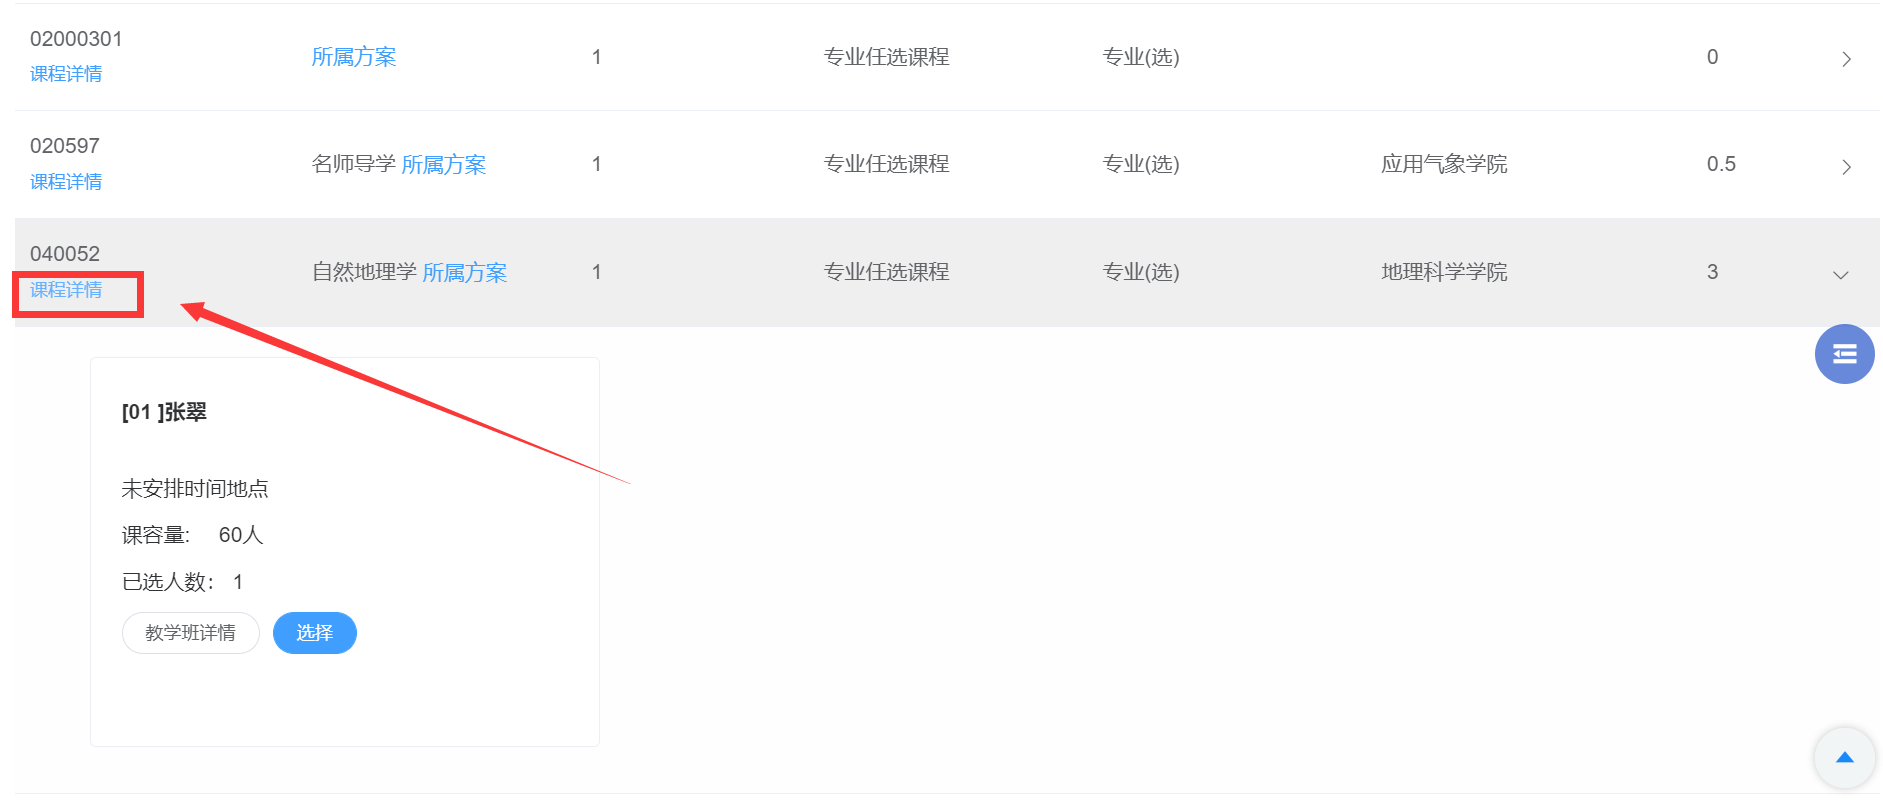 02000301
课程详情
所属方案 1 专业任选课程 专业(选) 0
020597
课程详情
名师导学 所属方案 1 专业任选课程 专业(选) 应用气象学院 0.5
040052
课程详情
自然地理学 所属方案 1 专业任选课程 专业(选) 地理科学学院 3
[01 ]张翠
未安排时间地点
课容量: 60人
已选人数： 1
教学班详情 选择